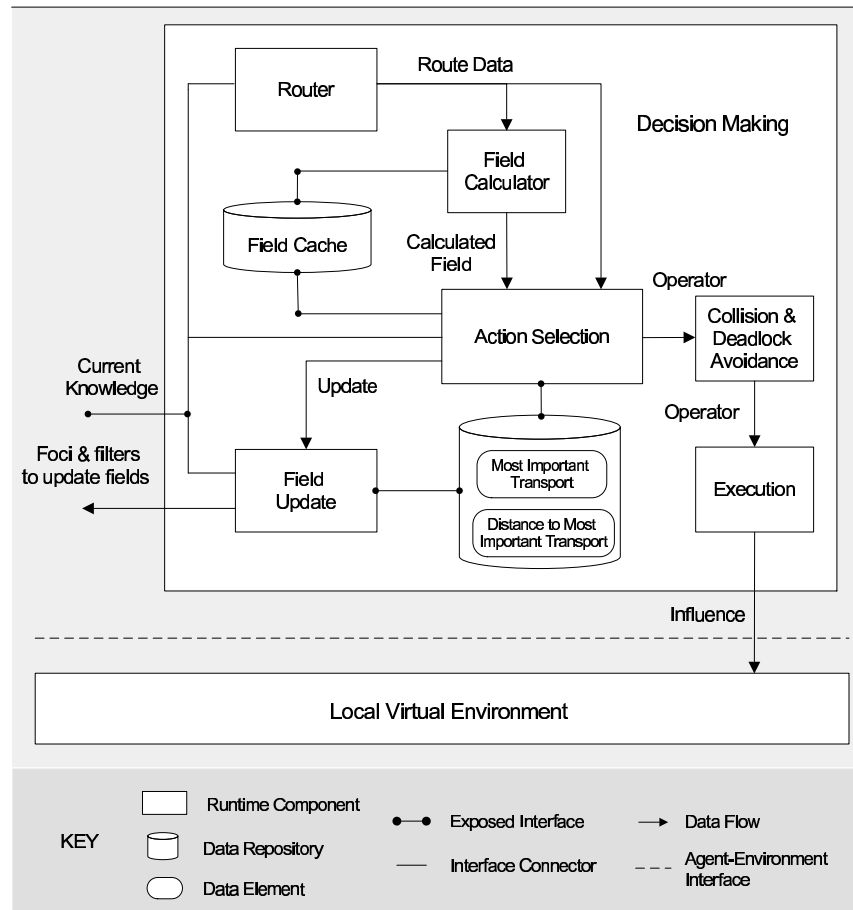 Route Data
Router
Decision Making
Field
Calculator
Field Cache
Calculated
Field
Operator
Action Selection
Collision &
Deadlock
Avoidance
Current
Knowledge
Update
Operator
Foci & filters
to update fields
Field
Update
Most Important
Transport
Execution
Distance to Most
Important Transport
Influence
Local Virtual Environment
KEY
Runtime Component
Data Repository
Data Element
Exposed Interface
Interface Connector
Data Flow
Agent-Environment
Interface